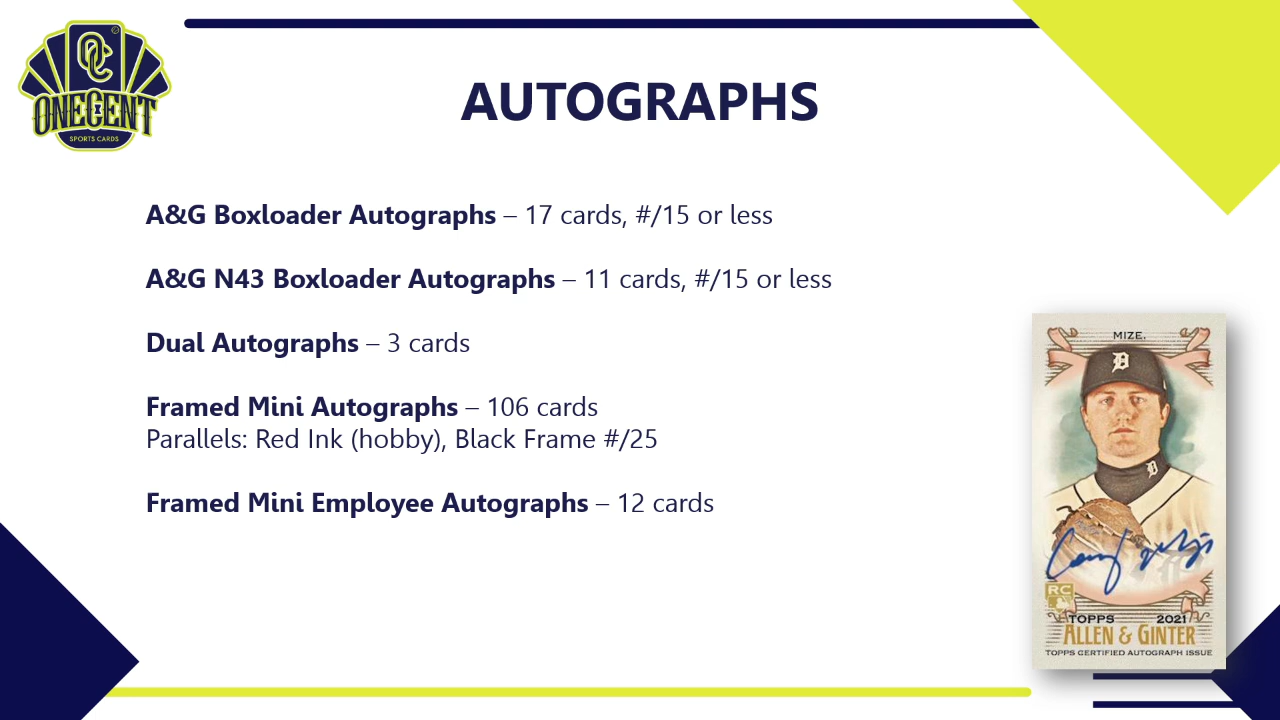 OC
ONECENT
SPORTS CARDS
AUTOGRAPHS
A&G Boxloader Autographs – 17 cards, #/15 or less
A&G N43 Boxloader Autographs – 11 cards, #/15 or less
Dual Autographs – 3 cards
Framed Mini Autographs – 106 cards
Parallels: Red Ink (hobby), Black Frame #/25
Framed Mini Employee Autographs – 12 cards
MIZE.
D
D
RC
TOPPS 2021
ALLEN & GINTER
TOPPS CERTIFIED AUTOGRAPH ISSUE